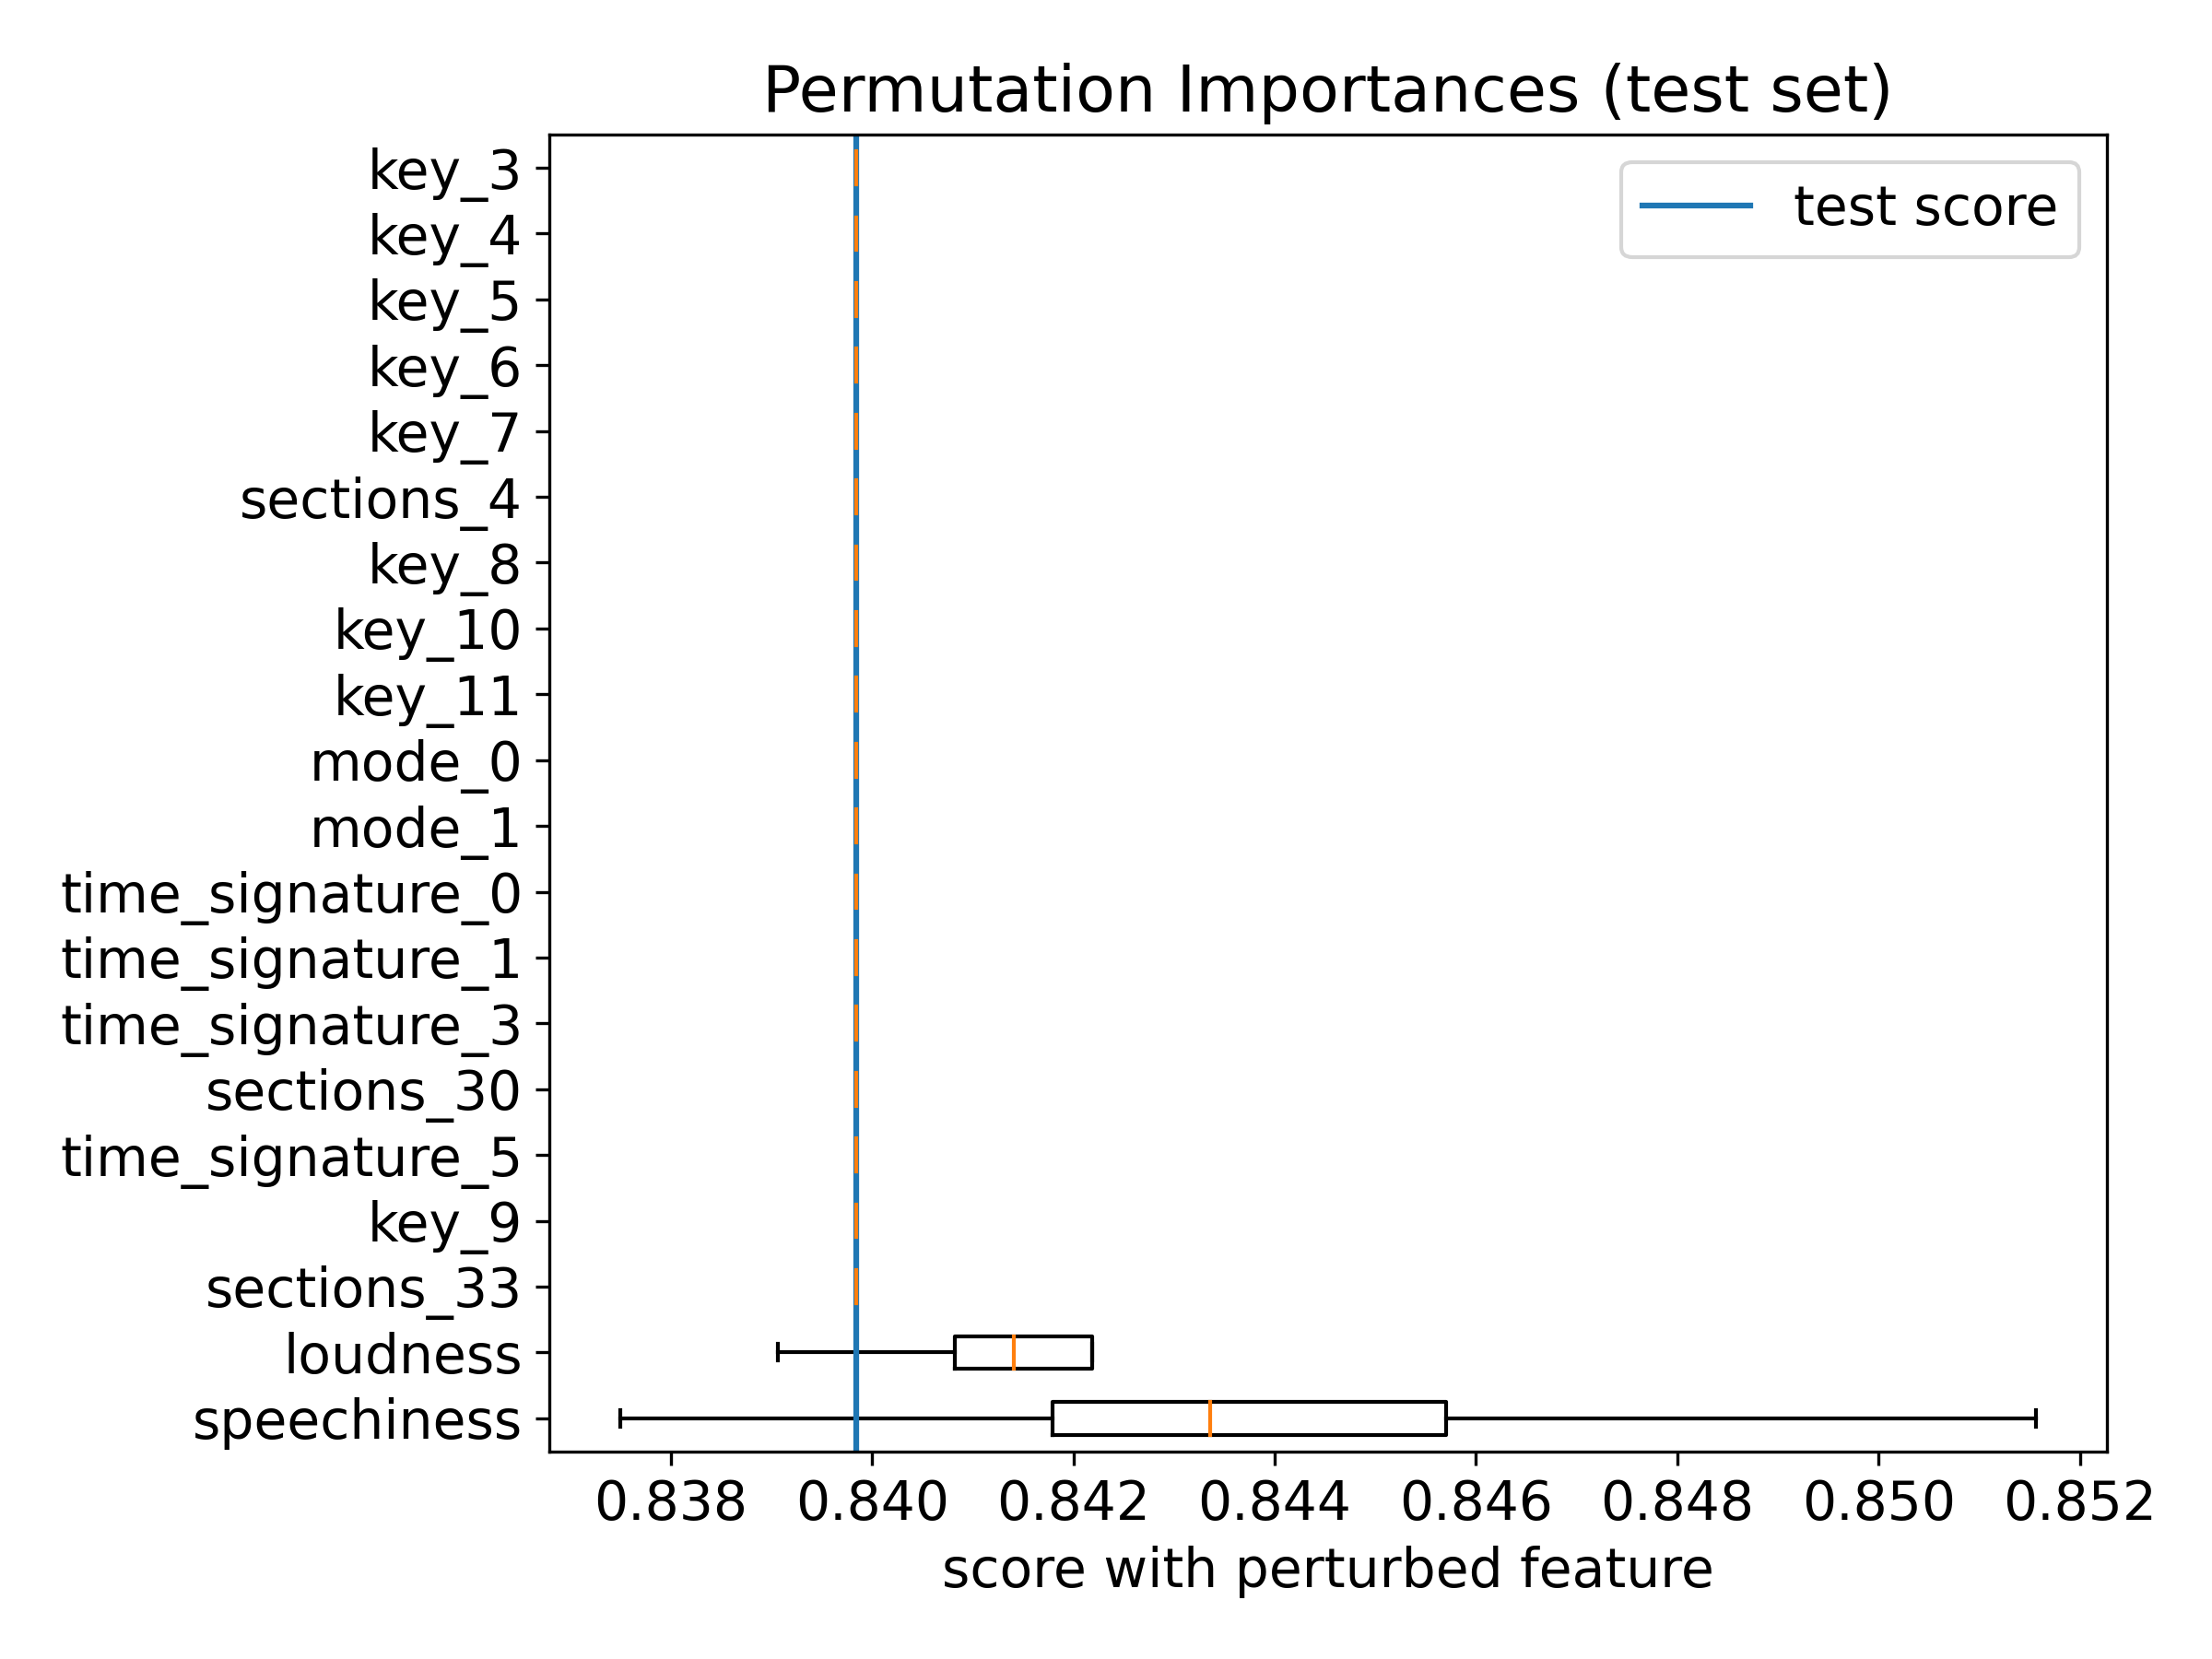 Permutation Importances (test set)
test score
key_3
key_4
key_5
key_6
key_7
sections_4
key_8
key_10
key_11
mode_0
mode_1
time_signature_0
time_signature_1
time_signature_3
sections_30
time_signature_5
key_9
sections_33
loudness
speechiness
0.838 0.840 0.842 0.844 0.846 0.848 0.850 0.852
score with perturbed feature